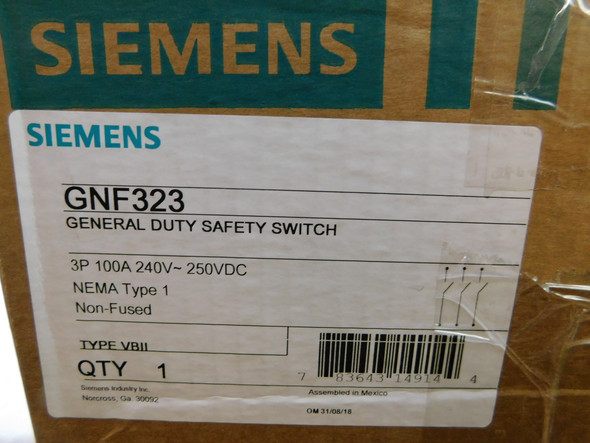 SIEMENS
SIEMENS
GNF323
GENERAL DUTY SAFETY SWITCH
3P 100A 240V~ 250VDC
NEMA Type 1
Non-Fused
TYPE VBII
QTY 1
7 83643 14914 4
Siemens Industry Inc.
Norcross, Ga. 30092
Assembled in Mexico
OM 31/08/18